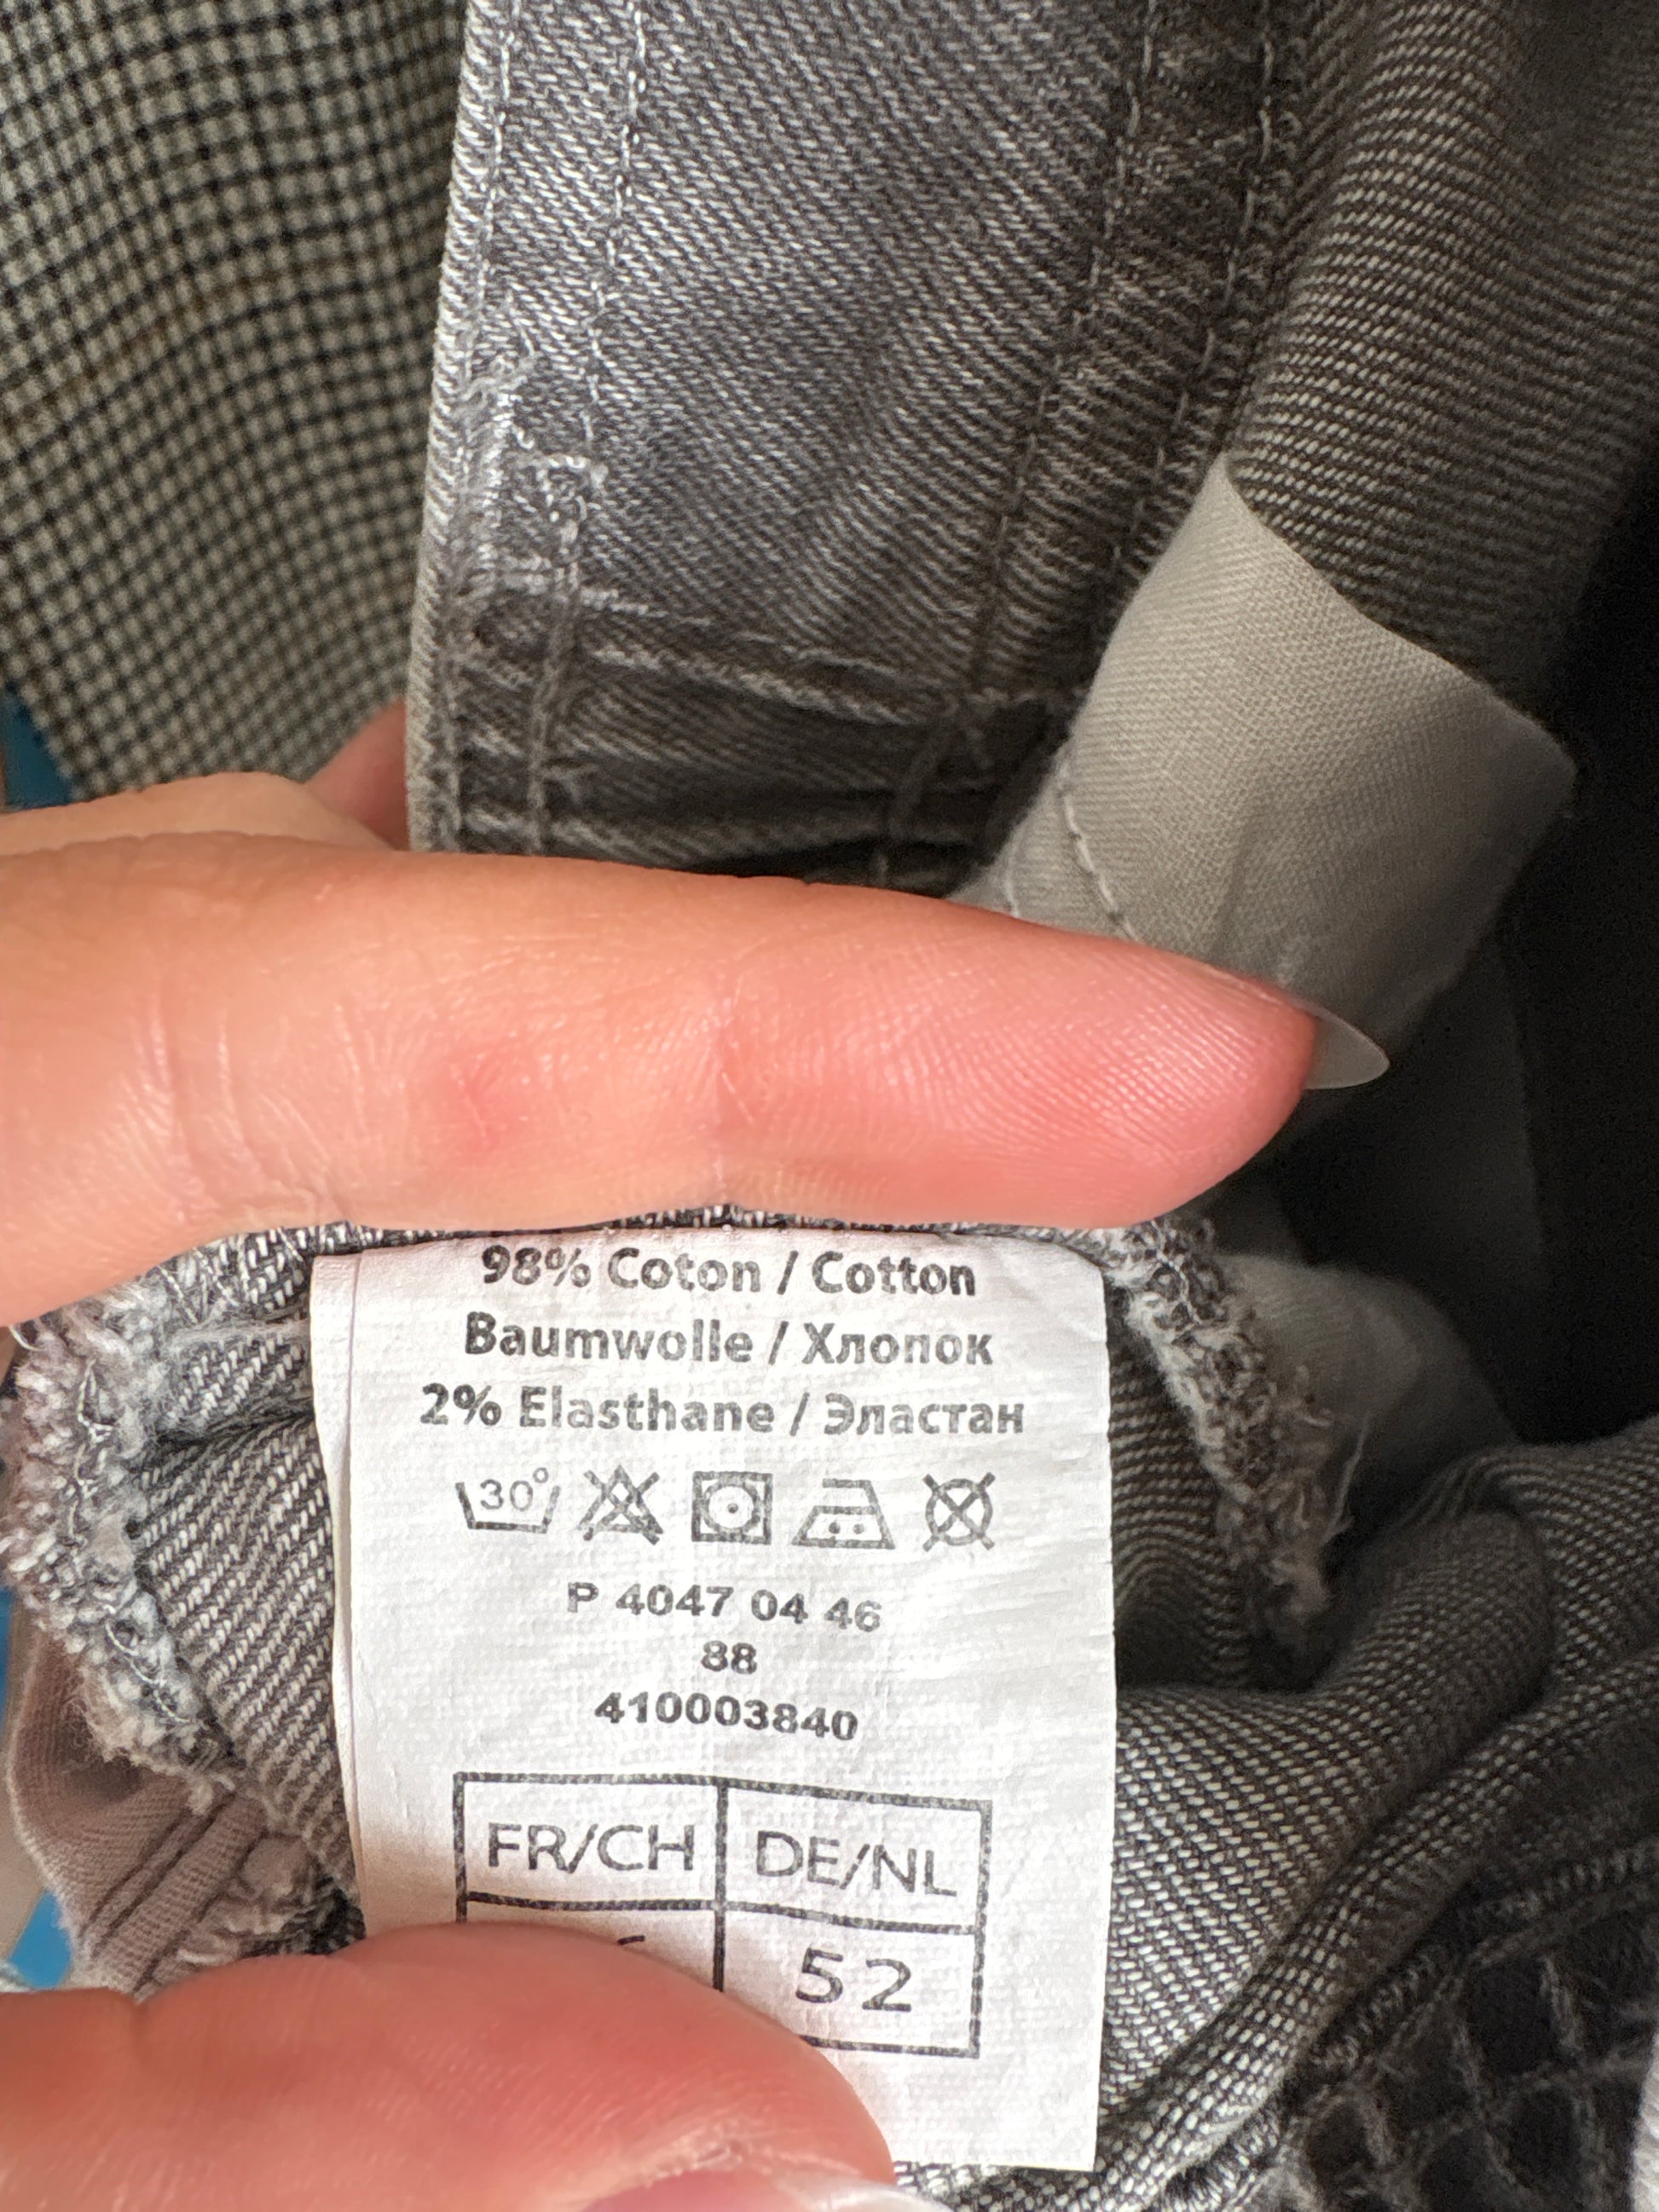 98% Coton / Cotton
Baumwolle / Хлопок
2% Elasthane / Эластан
30°
P 4047 04 46
88
410003840
FR/CH DE/NL
52